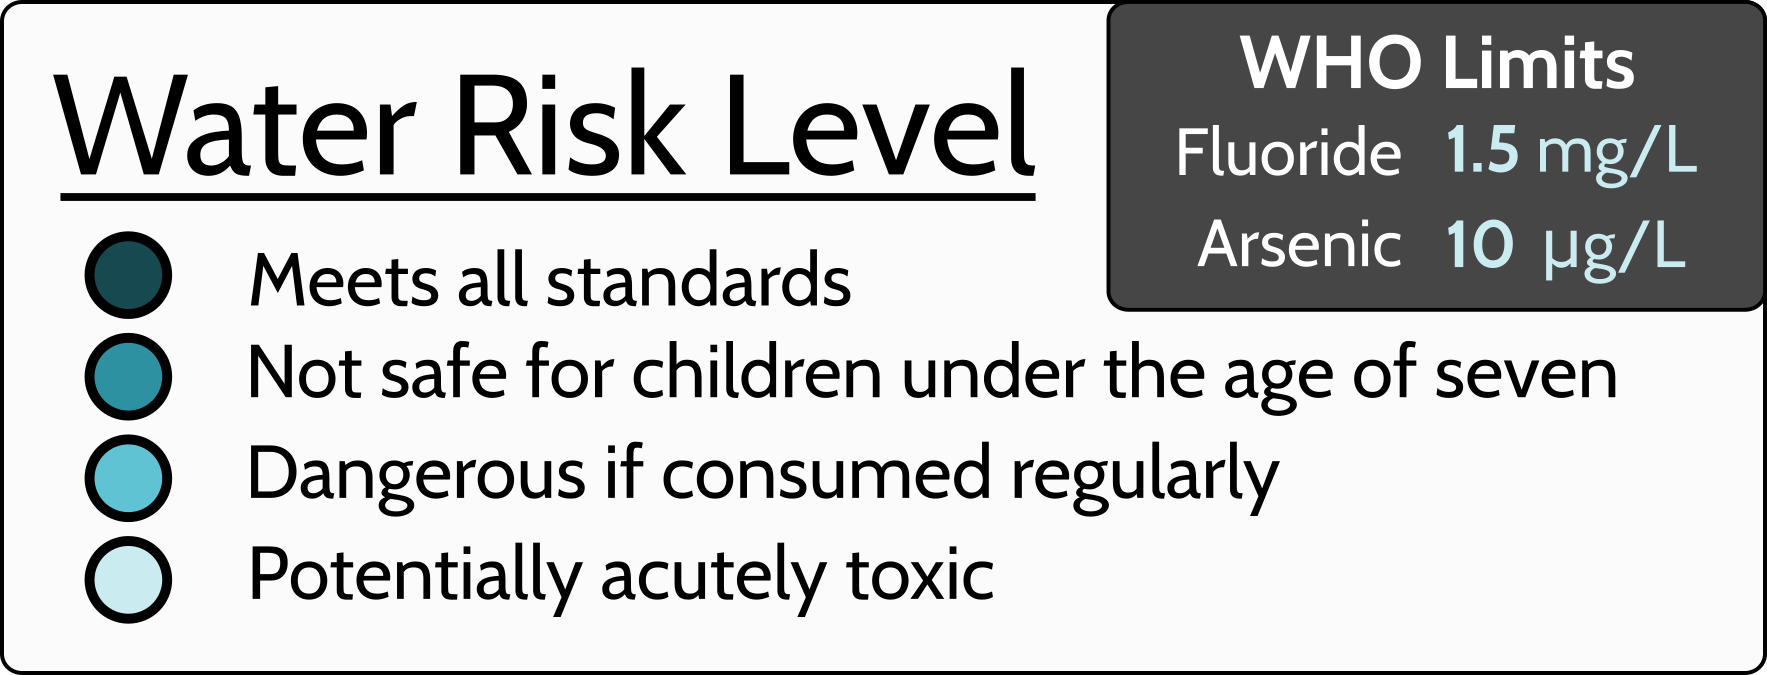 Water Risk Level
Meets all standards
Not safe for children under the age of seven
Dangerous if consumed regularly
Potentially acutely toxic
WHO Limits
Fluoride 1.5 mg/L
Arsenic 10 µg/L